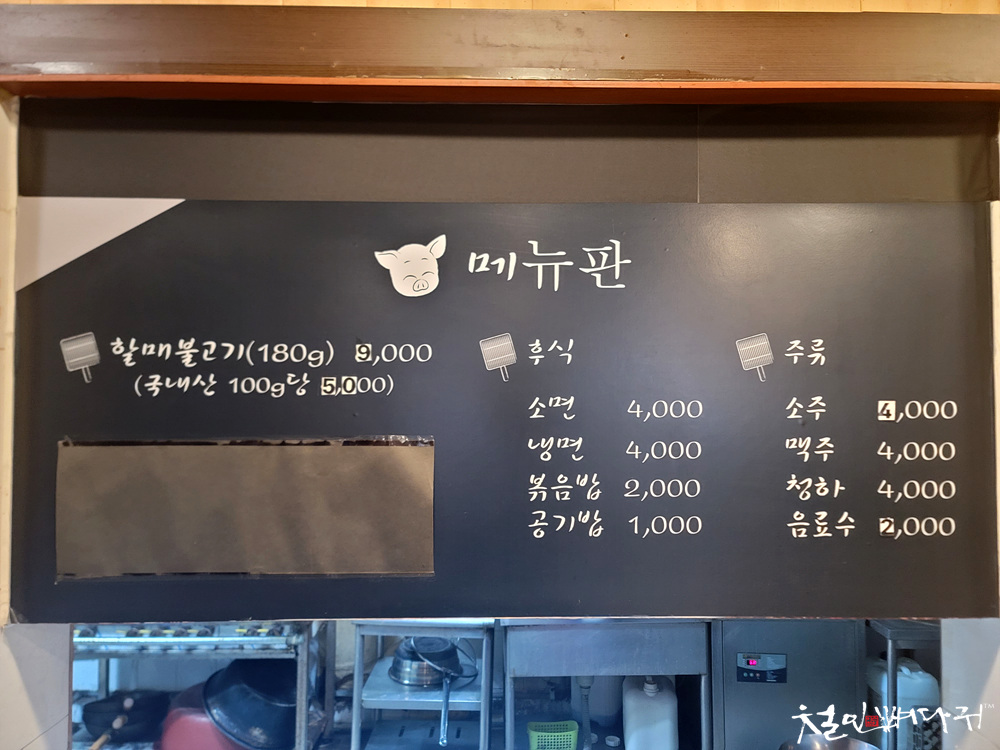 메뉴판
할매불고기(180g) 9,000
(국내산 100g당 5,000)
후식
소면 4,000
냉면 4,000
볶음밥 2,000
공기밥 1,000
주류
소주 4,000
맥주 4,000
청하 4,000
음료수 2,000